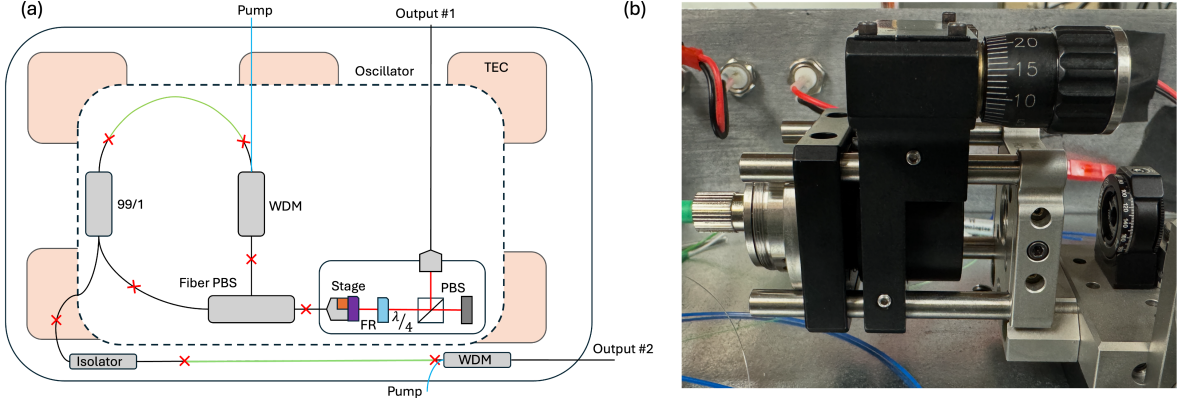 (a)
Pump
Output #1
(b)
Oscillator
TEC
99/1
WDM
Fiber PBS
Stage
PBS
FR
λ/4
Isolator
WDM
Output #2
Pump
20
15
10